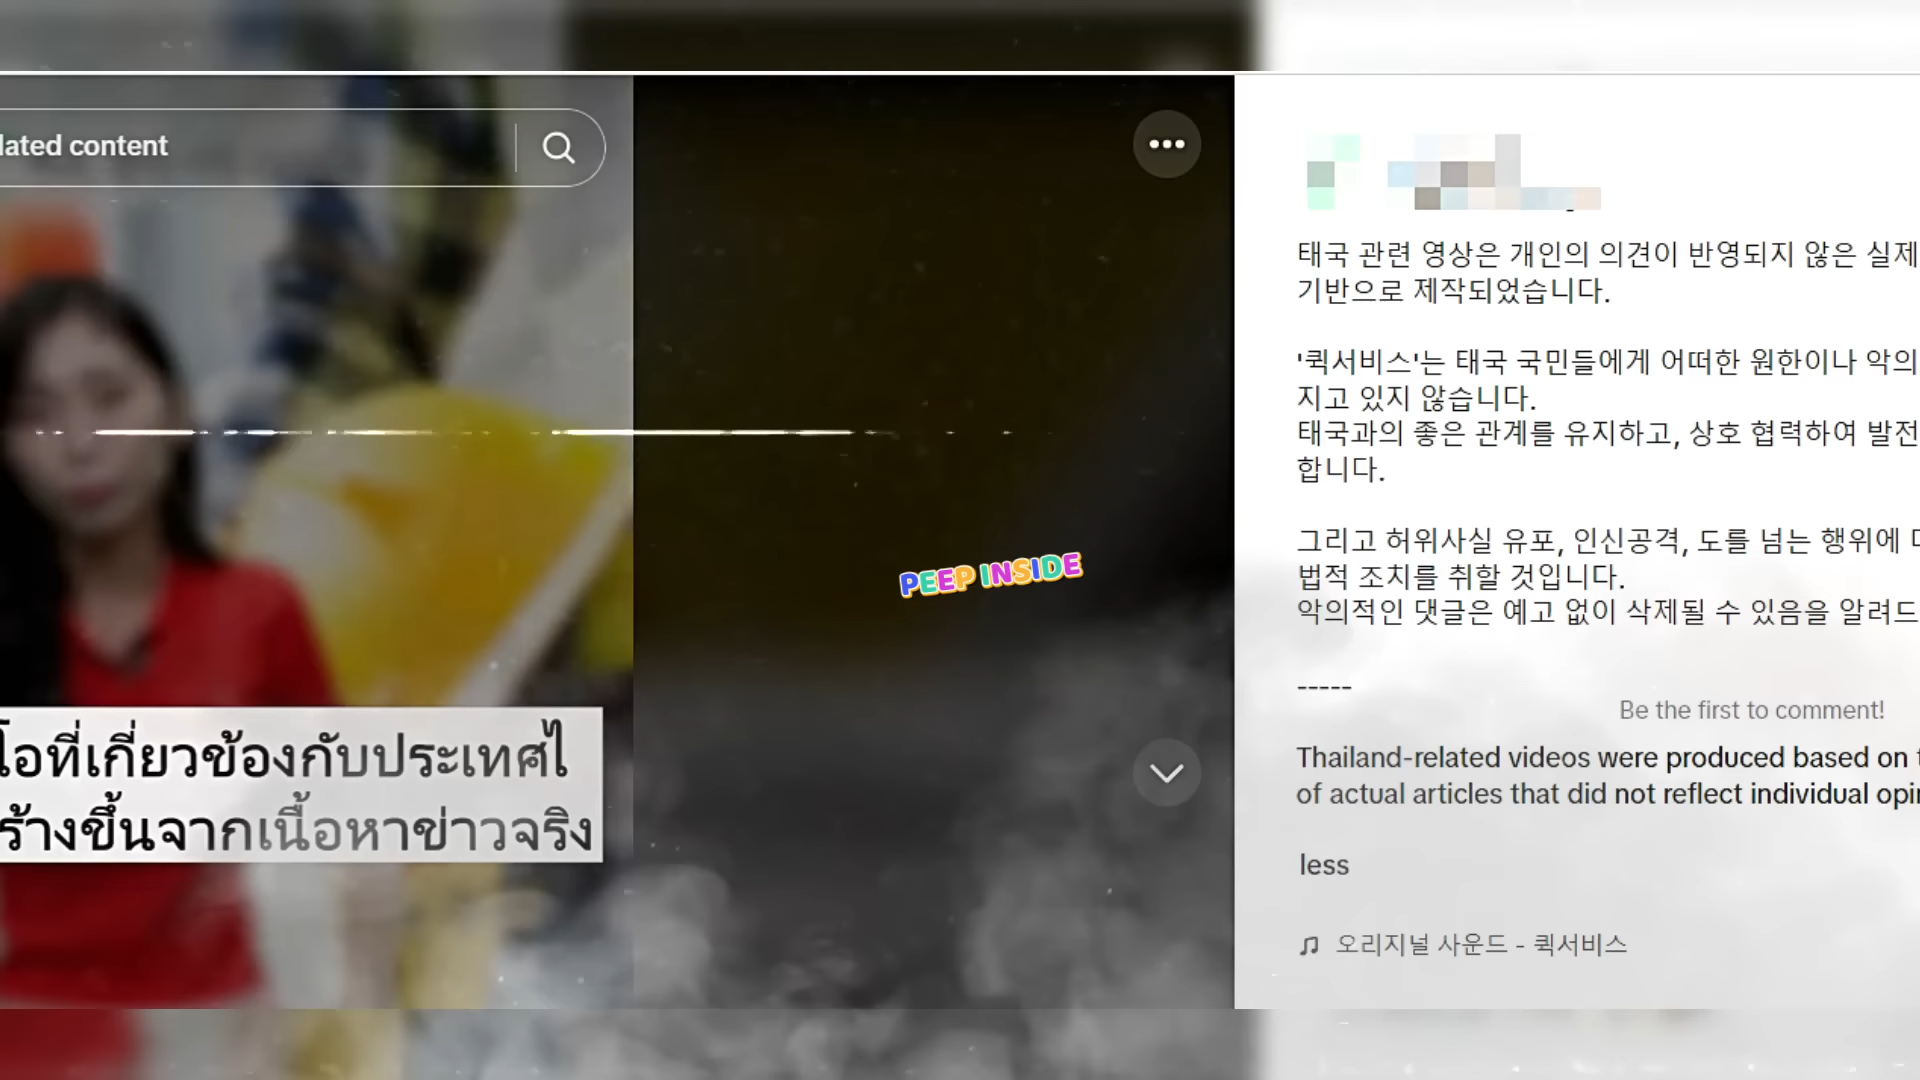 lated content
โอที่เกี่ยวข้องกับประเทศไ
ร้างขึ้นจากเนื้อหาข่าวจริง
PEEP INSIDE
태국 관련 영상은 개인의 의견이 반영되지 않은 실제
기반으로 제작되었습니다.
'퀵서비스'는 태국 국민들에게 어떠한 원한이나 악의
지고 있지 않습니다.
태국과의 좋은 관계를 유지하고, 상호 협력하여 발전
합니다.
그리고 허위사실 유포, 인신공격, 도를 넘는 행위에
법적 조치를 취할 것입니다.
악의적인 댓글은 예고 없이 삭제될 수 있음을 알려드
-----
Be the first to comment!
Thailand-related videos were produced based on
of actual articles that did not reflect individual opi
less
오리지널 사운드 - 퀵서비스